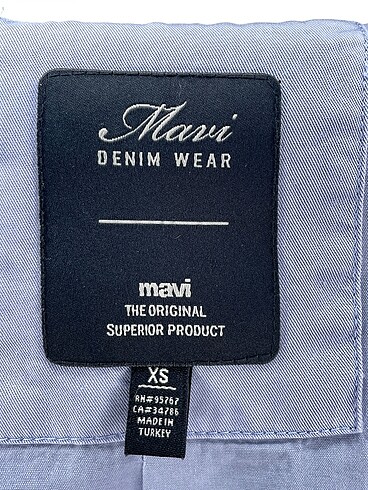 Mavi
DENIM WEAR
mavi
THE ORIGINAL
SUPERIOR PRODUCT
XS
RN#95767
CA#34786
MADE IN
TURKEY